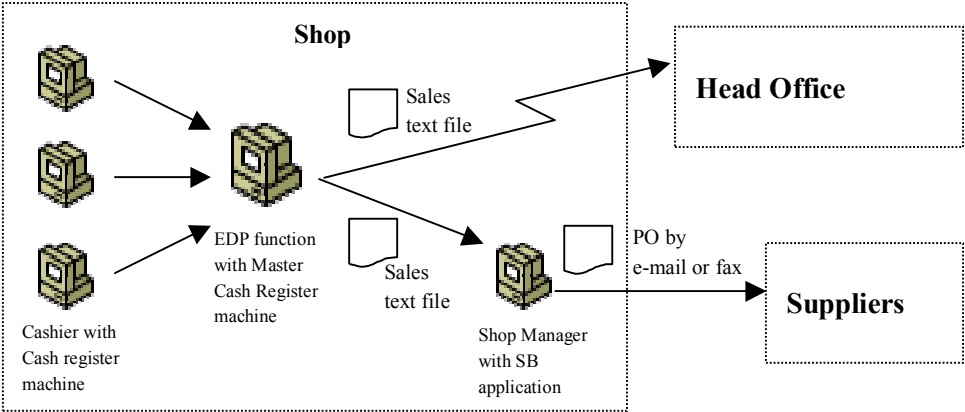 Shop
Sales
text file
Head Office
EDP function
with Master
Cash Register
machine
Sales
text file
PO by
e-mail or fax
Suppliers
Cashier with
Cash register
machine
Shop Manager
with SB
application